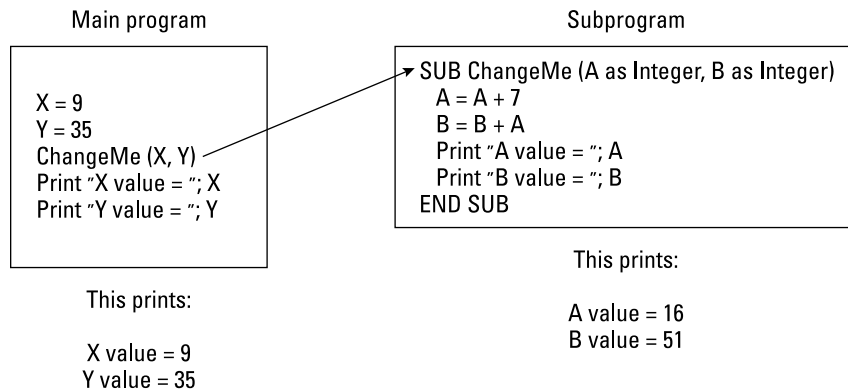 Main program
X = 9
Y = 35
ChangeMe (X, Y)
Print "X value = "; X
Print "Y value = "; Y
This prints:
X value = 9
Y value = 35
Subprogram
SUB ChangeMe (A as Integer, B as Integer)
A = A + 7
B = B + A
Print "A value = "; A
Print "B value = "; B
END SUB
This prints:
A value = 16
B value = 51